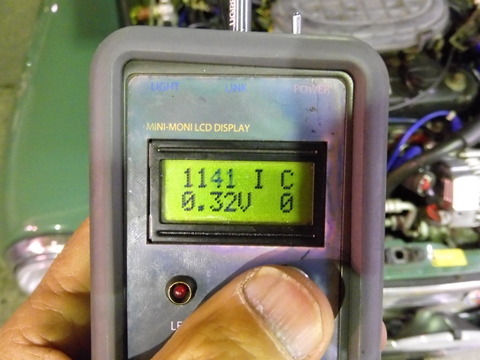 LIGHT LINK POWER
MiNi-MONi LCD DISPLAY
1141 I C
0.32V 0